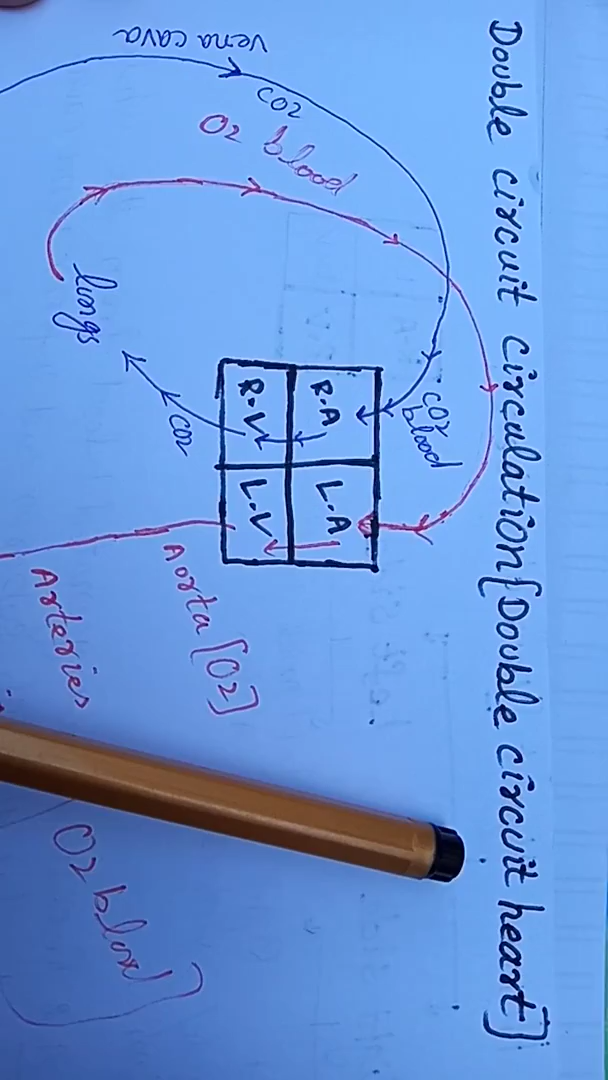 Double circuit circulation[Double circuit heart]
vena cava
CO2
O2 blood
CO2 blood
lungs
R.A
L.A
R.V
L.V
CO2
Aorta[O2]
Arteries
O2 blood